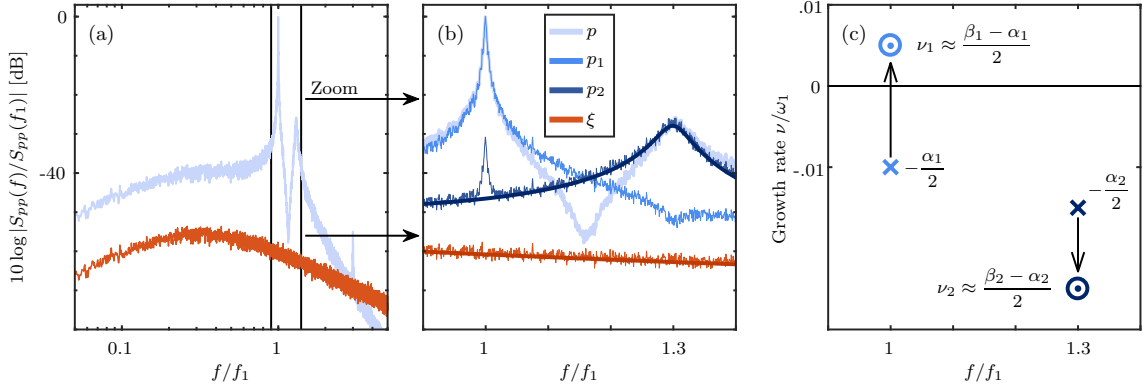 10 log|S_pp(f)/S_pp(f_1)| [dB]
0
-40
(a)
0.1
1
f/f_1
Zoom
(b)
p
p_1
p_2
ξ
1
1.3
f/f_1
Growth rate ν/ω_1
.01
0
-.01
(c)
ν_1 ≈ (β_1 − α_1)/2
−α_1/2
−α_2/2
ν_2 ≈ (β_2 − α_2)/2
1
1.3
f/f_1